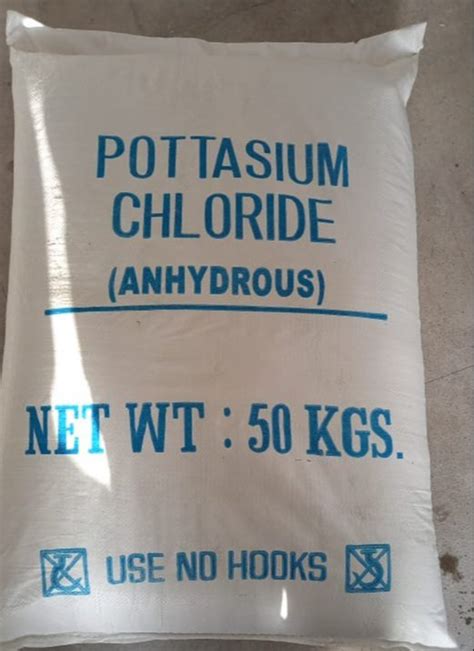 POTTASIUM
CHLORIDE
(ANHYDROUS)
NET WT : 50 KGS.
USE NO HOOKS